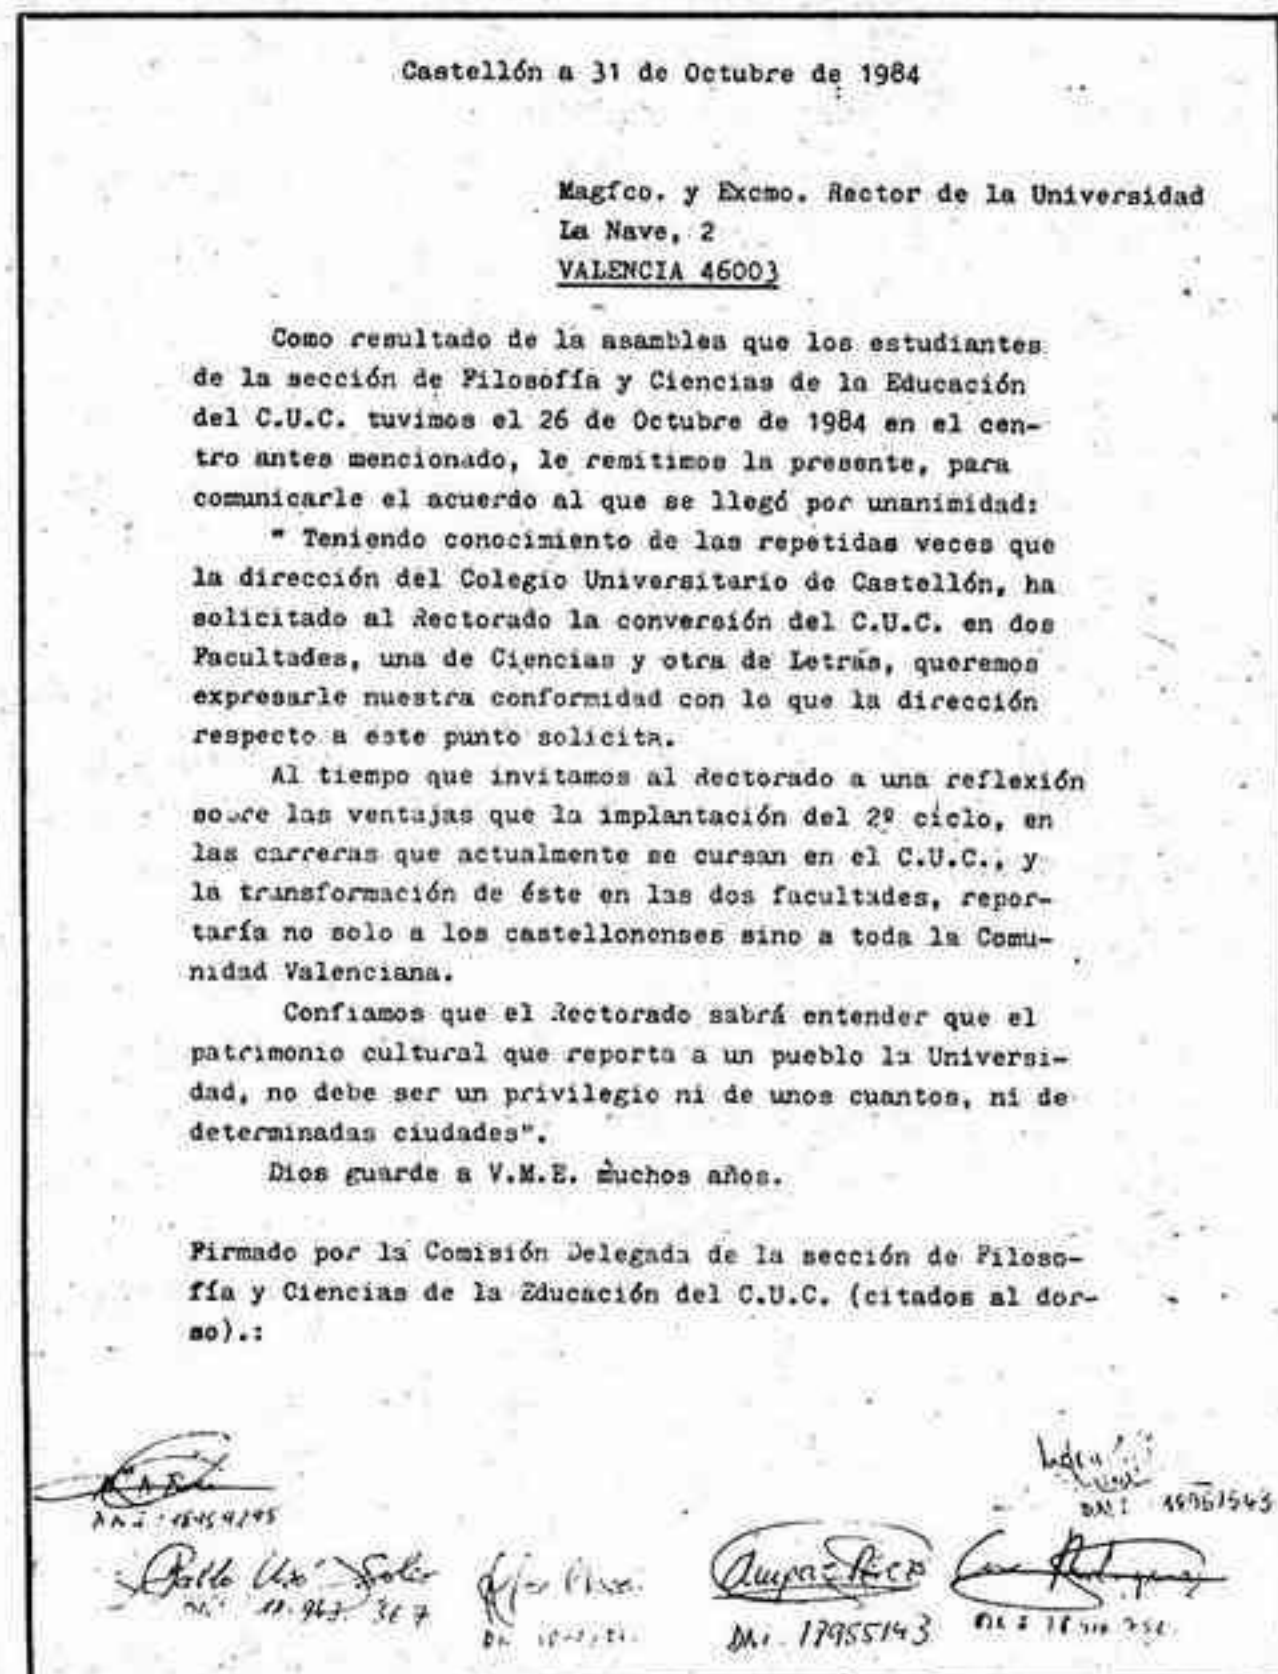 Castellón a 31 de Octubre de 1984
Magfco. y Excmo. Rector de la Universidad
La Nave, 2
VALENCIA 46003
Como resultado de la asamblea que los estudiantes
de la sección de Filosofía y Ciencias de la Educación
del C.U.C. tuvimos el 26 de Octubre de 1984 en el cen-
tro antes mencionado, le remitimos la presente, para
comunicarle el acuerdo al que se llegó por unanimidad:
" Teniendo conocimiento de las repetidas veces que
la dirección del Colegio Universitario de Castellón, ha
solicitado al Rectorado la conversión del C.U.C. en dos
Facultades, una de Ciencias y otra de Letras, queremos
expresarle nuestra conformidad con lo que la dirección
respecto a este punto solicita.
Al tiempo que invitamos al Rectorado a una reflexión
sobre las ventajas que la implantación del 2º ciclo, en
las carreras que actualmente se cursan en el C.U.C., y
la transformación de éste en las dos facultades, repor-
taría no solo a los castellonenses sino a toda la Comu-
nidad Valenciana.
Confiamos que el Rectorado sabrá entender que el
patrimonio cultural que reporta a un pueblo la Universi-
dad, no debe ser un privilegio ni de unos cuantos, ni de
determinadas ciudades".
Dios guarde a V.M.E. muchos años.
Firmado por la Comisión Delegada de la sección de Filoso-
fía y Ciencias de la Educación del C.U.C. (citados al dor-
so).:
DNI:
DNI:
Pablo Usó Soler
18.967.367
Amparo Pérez
DNI. 17955143